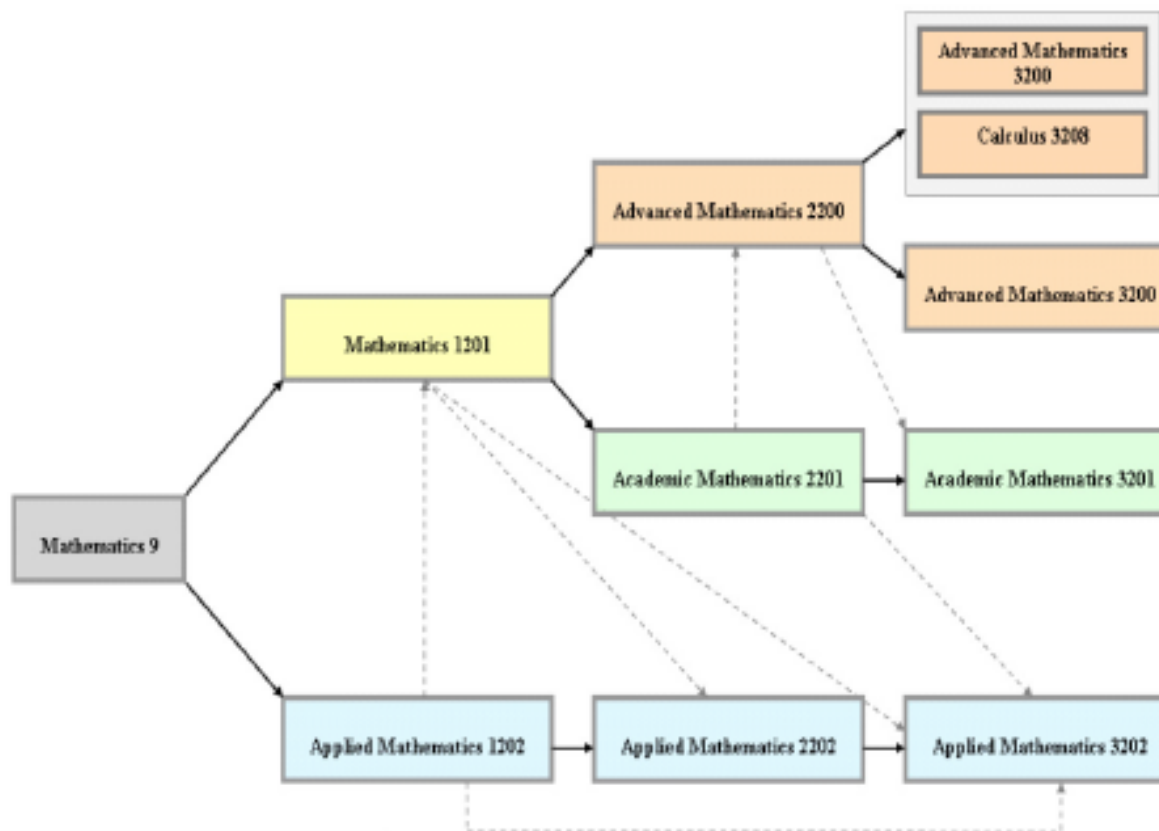 Advanced Mathematics
3200
Calculus 3208
Advanced Mathematics 2200
Advanced Mathematics 3200
Mathematics 1201
Academic Mathematics 2201
Academic Mathematics 3201
Mathematics 9
Applied Mathematics 1202
Applied Mathematics 2202
Applied Mathematics 3202